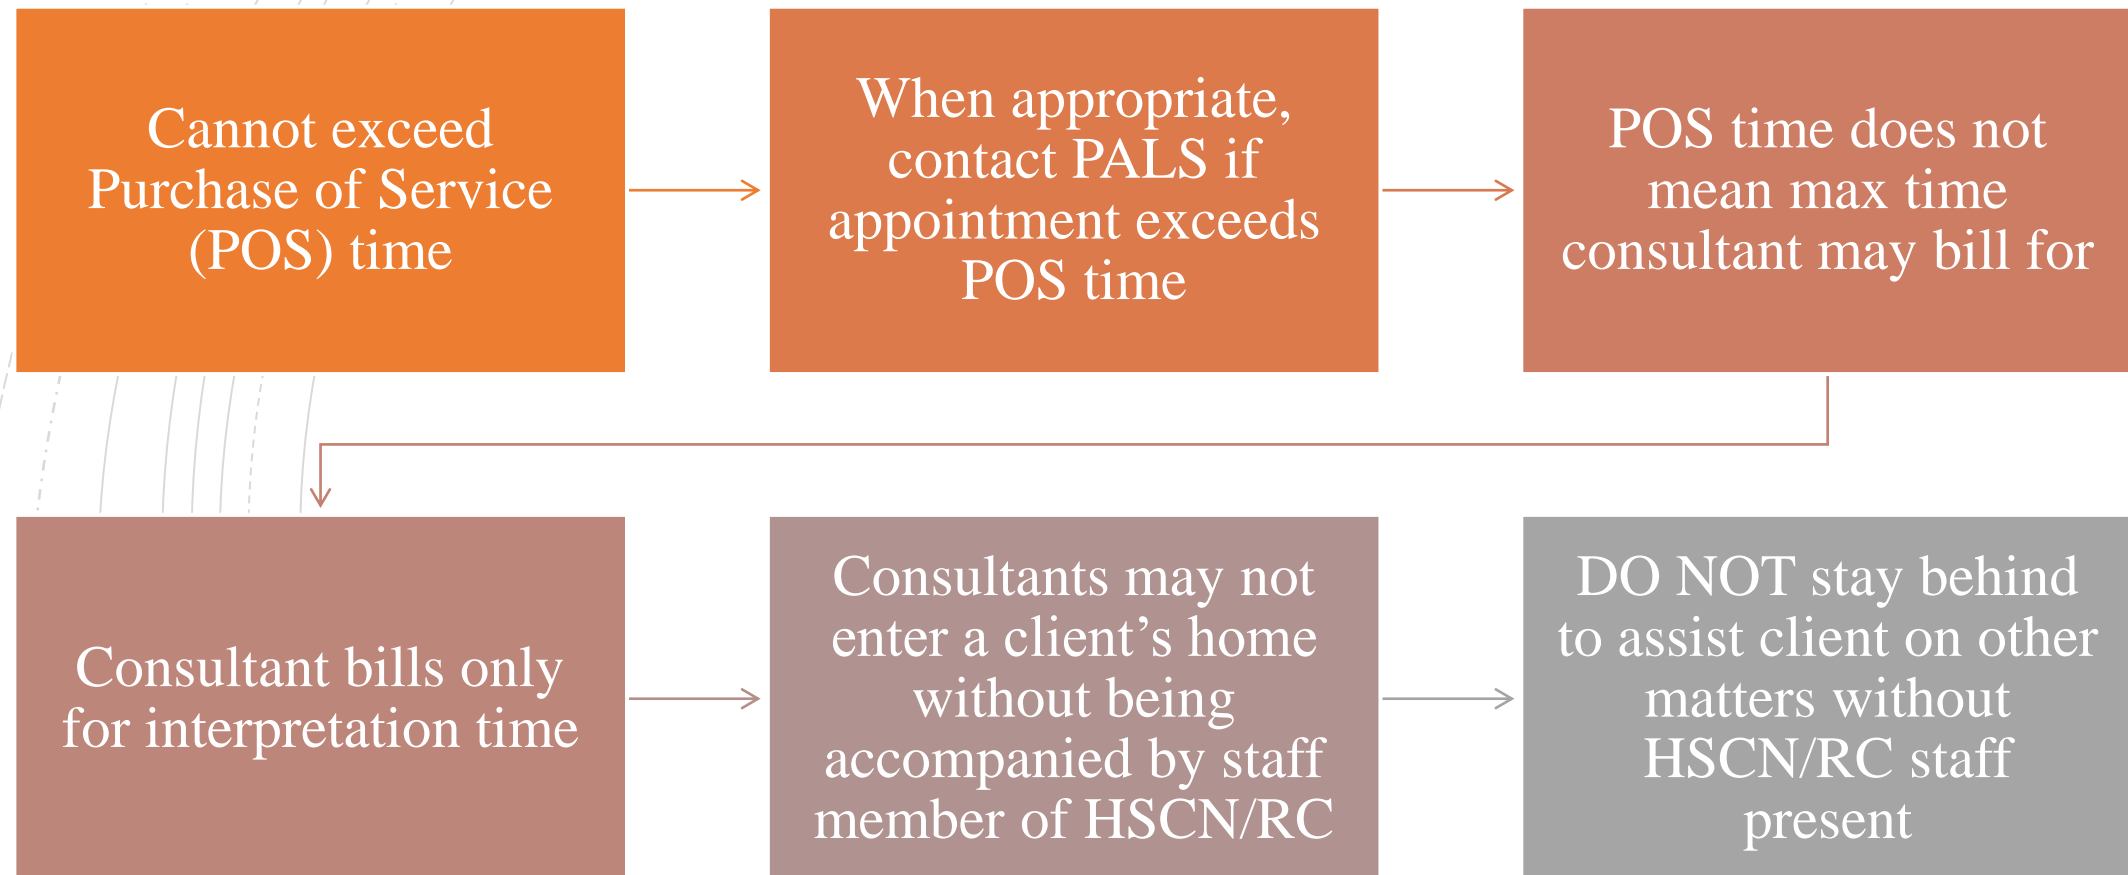 Cannot exceed
Purchase of Service
(POS) time
When appropriate,
contact PALS if
appointment exceeds
POS time
POS time does not
mean max time
consultant may bill for
Consultant bills only
for interpretation time
Consultants may not
enter a client’s home
without being
accompanied by staff
member of HSCN/RC
DO NOT stay behind
to assist client on other
matters without
HSCN/RC staff
present